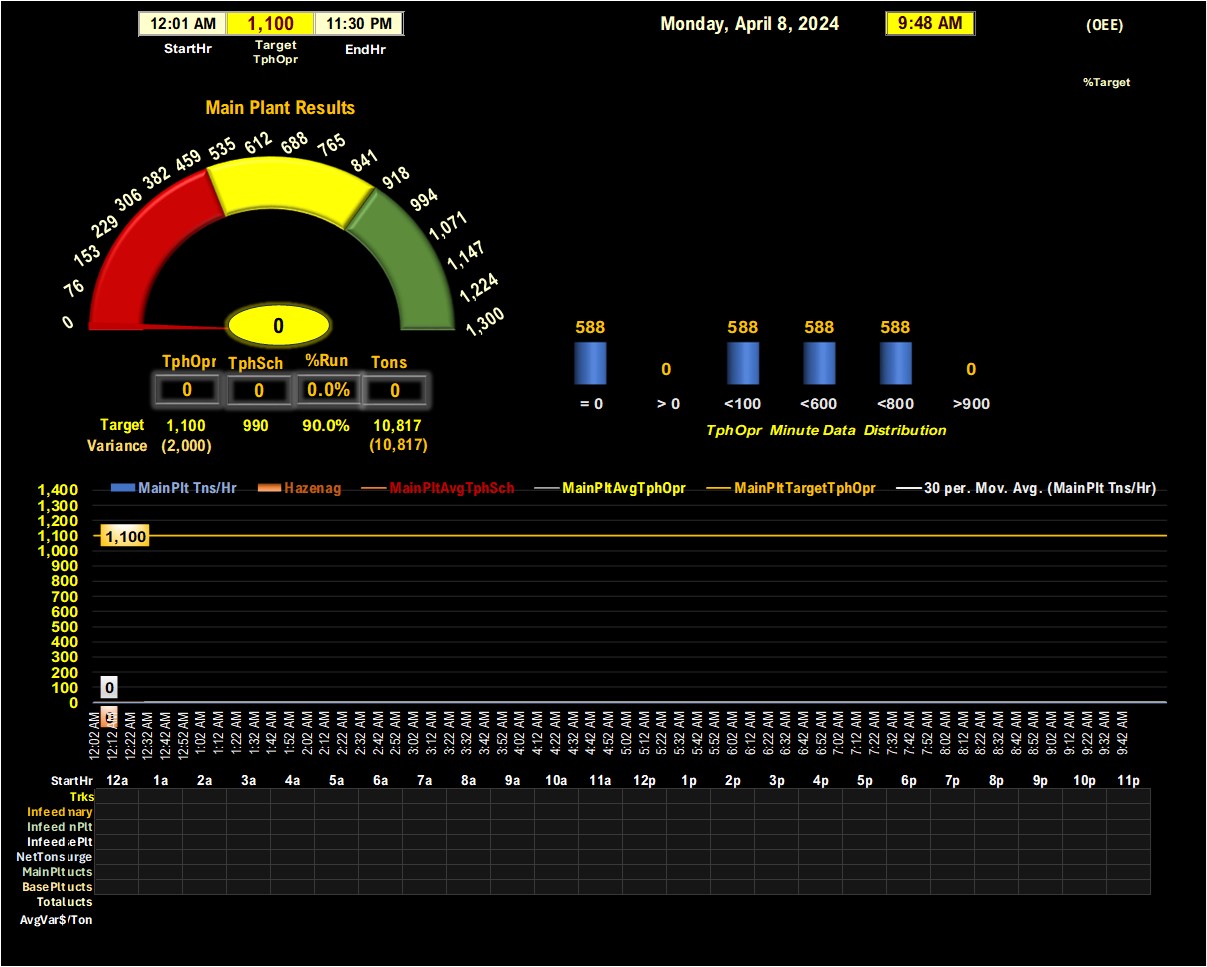 12:01 AM 1,100 11:30 PM Monday, April 8, 2024 9:48 AM (OEE)
StartHr Target TphOpr EndHr
%Target
Main Plant Results
0 76 153 229 306 382 459 535 612 688 765 841 918 994 1,071 1,147 1,224 1,300
0
TphOpr TphSch %Run Tons
0 0 0.0% 0
Target 1,100 990 90.0% 10,817
Variance (2,000) (10,817)
588 0 588 588 588 0
= 0 > 0 <100 <600 <800 >900
TphOpr Minute Data Distribution
MainPlt Tns/Hr Hazenag MainPltAvgTphSch MainPltAvgTphOpr MainPltTargetTphOpr 30 per. Mov. Avg. (MainPlt Tns/Hr)
1,400
1,300
1,200
1,100 1,100
1,000
900
800
700
600
500
400
300
200
100 0
0
0
12:02 AM 12:12 AM 12:22 AM 12:32 AM 12:42 AM 12:52 AM 1:02 AM 1:12 AM 1:22 AM 1:32 AM 1:42 AM 1:52 AM 2:02 AM 2:12 AM 2:22 AM 2:32 AM 2:42 AM 2:52 AM 3:02 AM 3:12 AM 3:22 AM 3:32 AM 3:42 AM 3:52 AM 4:02 AM 4:12 AM 4:22 AM 4:32 AM 4:42 AM 4:52 AM 5:02 AM 5:12 AM 5:22 AM 5:32 AM 5:42 AM 5:52 AM 6:02 AM 6:12 AM 6:22 AM 6:32 AM 6:42 AM 6:52 AM 7:02 AM 7:12 AM 7:22 AM 7:32 AM 7:42 AM 7:52 AM 8:02 AM 8:12 AM 8:22 AM 8:32 AM 8:42 AM 8:52 AM 9:02 AM 9:12 AM 9:22 AM 9:32 AM 9:42 AM
StartHr 12a 1a 2a 3a 4a 5a 6a 7a 8a 9a 10a 11a 12p 1p 2p 3p 4p 5p 6p 7p 8p 9p 10p 11p
Trks
Infeed mary
Infeed nPlt
Infeed ePlt
NetTons urge
MainPlt ucts
BasePlt ucts
Total ucts
AvgVar$/Ton